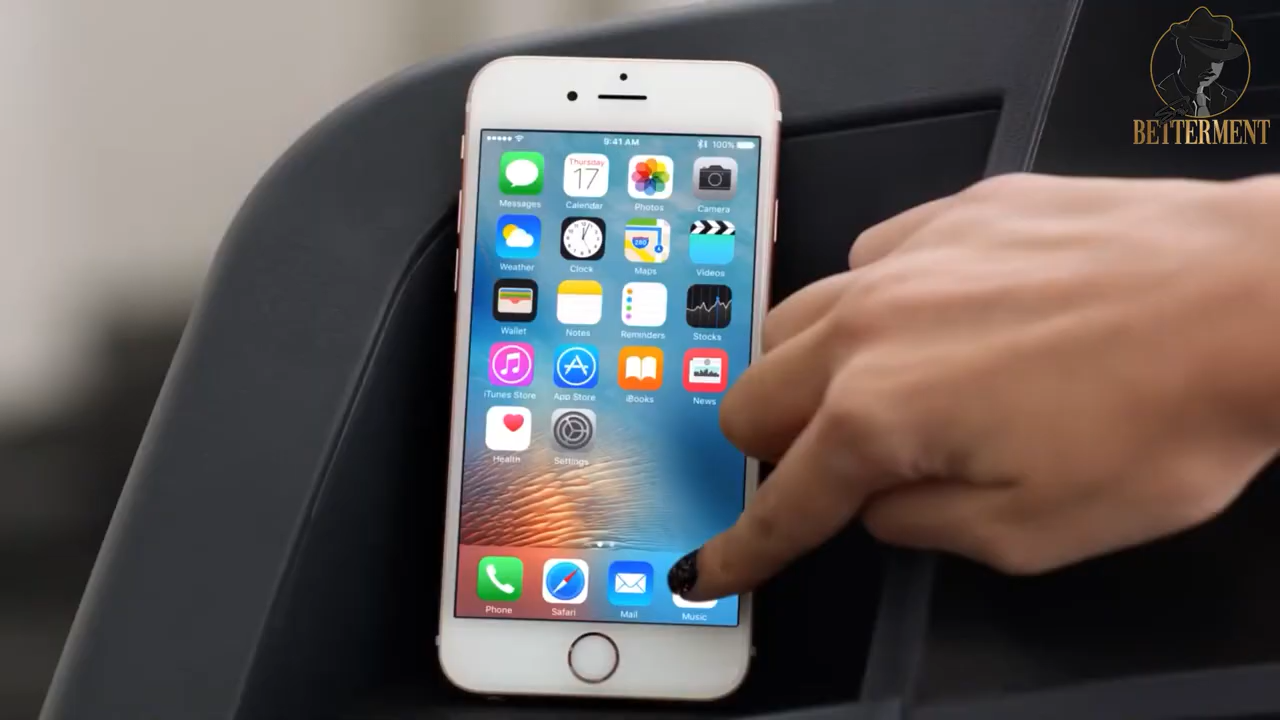 BETTERMENT
9:41 AM
100%
Thursday
17
Messages
Calendar
Photos
Camera
280
Weather
Clock
Maps
Videos
Wallet
Notes
Reminders
Stocks
iTunes Store
App Store
iBooks
News
Health
Settings
Phone
Safari
Mail
Music